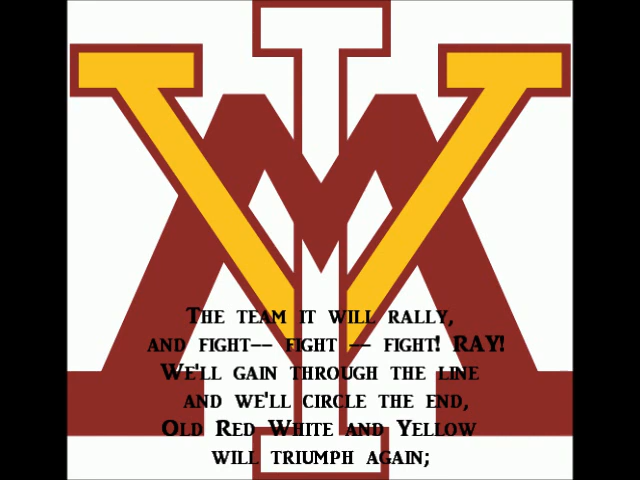 VMI
The team it will rally,
and fight-- fight -- fight! RAY!
We'll gain through the line
and we'll circle the end,
Old Red White and Yellow
will triumph again;